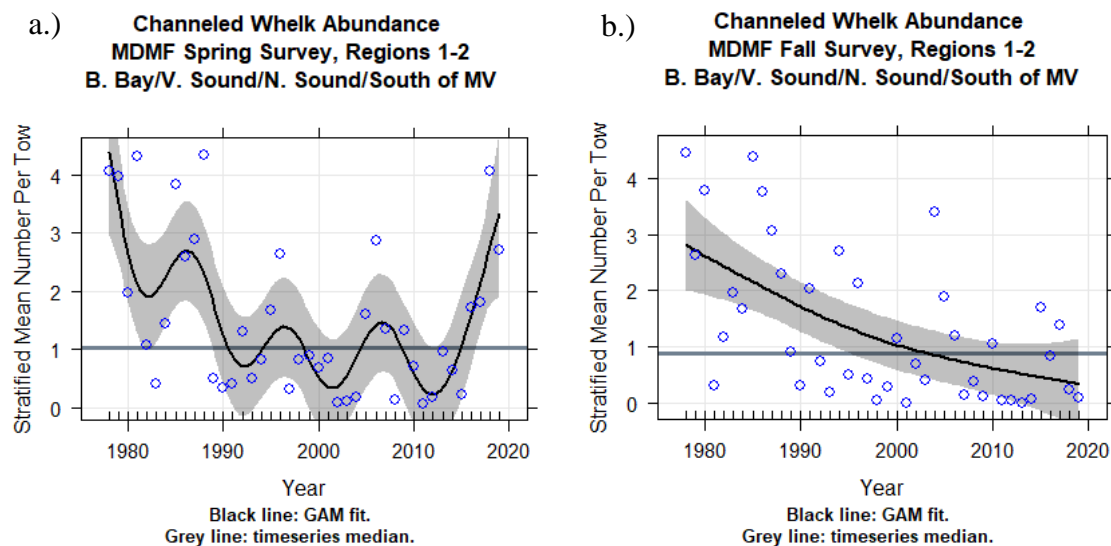 a.)
Channeled Whelk Abundance
MDMF Spring Survey, Regions 1-2
B. Bay/V. Sound/N. Sound/South of MV
Stratified Mean Number Per Tow
4
3
2
1
0
1980
1990
2000
2010
2020
Year
Black line: GAM fit.
Grey line: timeseries median.
b.)
Channeled Whelk Abundance
MDMF Fall Survey, Regions 1-2
B. Bay/V. Sound/N. Sound/South of MV
Stratified Mean Number Per Tow
4
3
2
1
0
1980
1990
2000
2010
2020
Year
Black line: GAM fit.
Grey line: timeseries median.